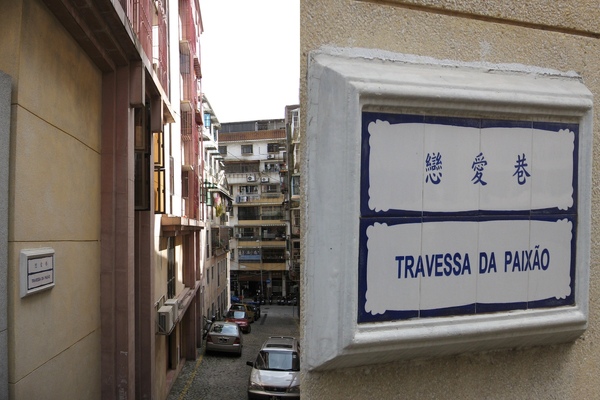 戀愛巷
TRAVESSA DA PAIXÃO